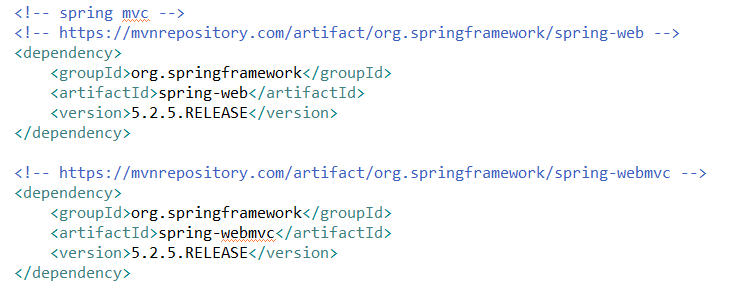 <!-- spring mvc -->
<!-- https://mvnrepository.com/artifact/org.springframework/spring-web -->
<dependency>
    <groupId>org.springframework</groupId>
    <artifactId>spring-web</artifactId>
    <version>5.2.5.RELEASE</version>
</dependency>

<!-- https://mvnrepository.com/artifact/org.springframework/spring-webmvc -->
<dependency>
    <groupId>org.springframework</groupId>
    <artifactId>spring-webmvc</artifactId>
    <version>5.2.5.RELEASE</version>
</dependency>